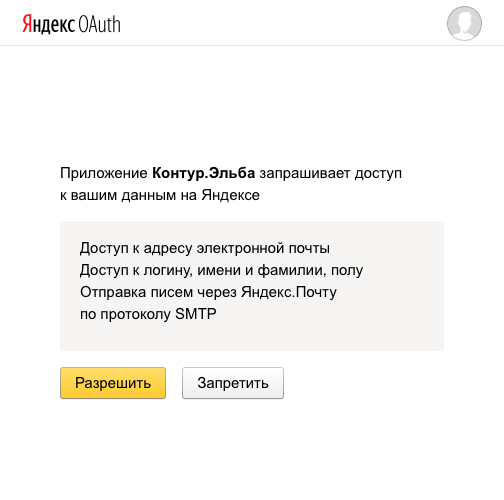 Яндекс OAuth
Приложение Контур.Эльба запрашивает доступ
к вашим данным на Яндексе
Доступ к адресу электронной почты
Доступ к логину, имени и фамилии, полу
Отправка писем через Яндекс.Почту
по протоколу SMTP
Разрешить Запретить